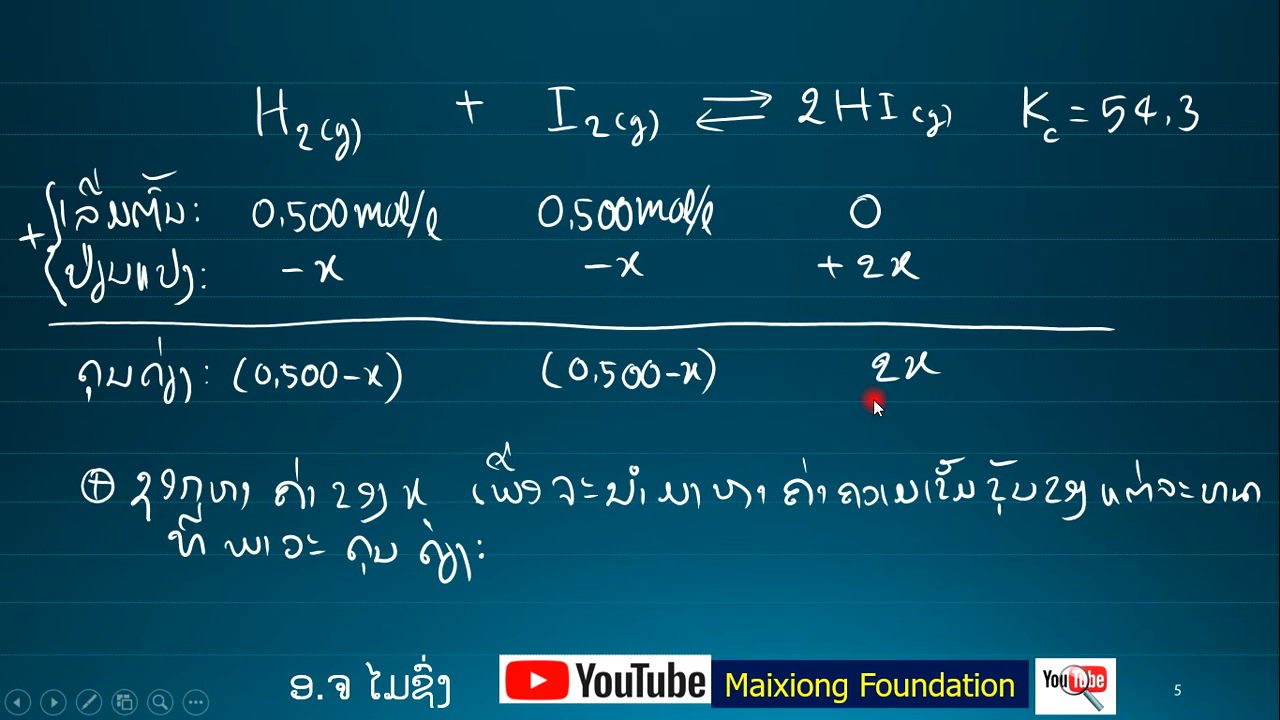 H₂(g) + I₂(g) ⇌ 2HI(g) Kc = 54,3
ເລີ່ມຕົ້ນ: 0,500mol/l 0,500mol/l 0
+
ປ່ຽນແປງ: -x -x +2x
ດຸນດ່ຽງ: (0,500-x) (0,500-x) 2x
⊕ ຊອກຫາ ຄ່າ ຂອງ x ເພື່ອ ຈະ ນຳ ມາ ຫາ ຄ່າ ຄວາມເຂັ້ມ ຂຸ້ນຂອງ ແຕ່ລະ ທາດ
ທີ່ ພາວະ ດຸນ ດ່ຽງ:
ອ.ຈ ໄມຊົ່ງ YouTube Maixiong Foundation YouTube 5